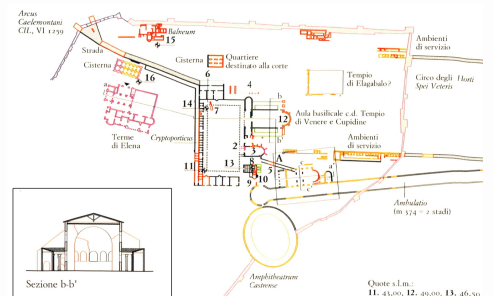 Arcus
Caelemontani
CIL, VI 1259
Balneum
15
Strada
Cisterna
16
Cisterna
Quartiere
destinato alla corte
6
4
b
Tempio
di Elagabalo?
Ambienti
di servizio
Circo degli Horti
Spei Veteris
14
7
12
Aula basilicale c.d. Tempio
di Venere e Cupidine
b'
Terme
di Elena
Cryptoporticus
2
A
Ambienti
di servizio
11
13
8
5
9
10
c
a'
Ambulatio
(m 374 = 2 stadi)
Sezione b-b'
Amphitheatrum
Castrense
Quote s.l.m.:
11. 43,00, 12. 49,00, 13. 46,50